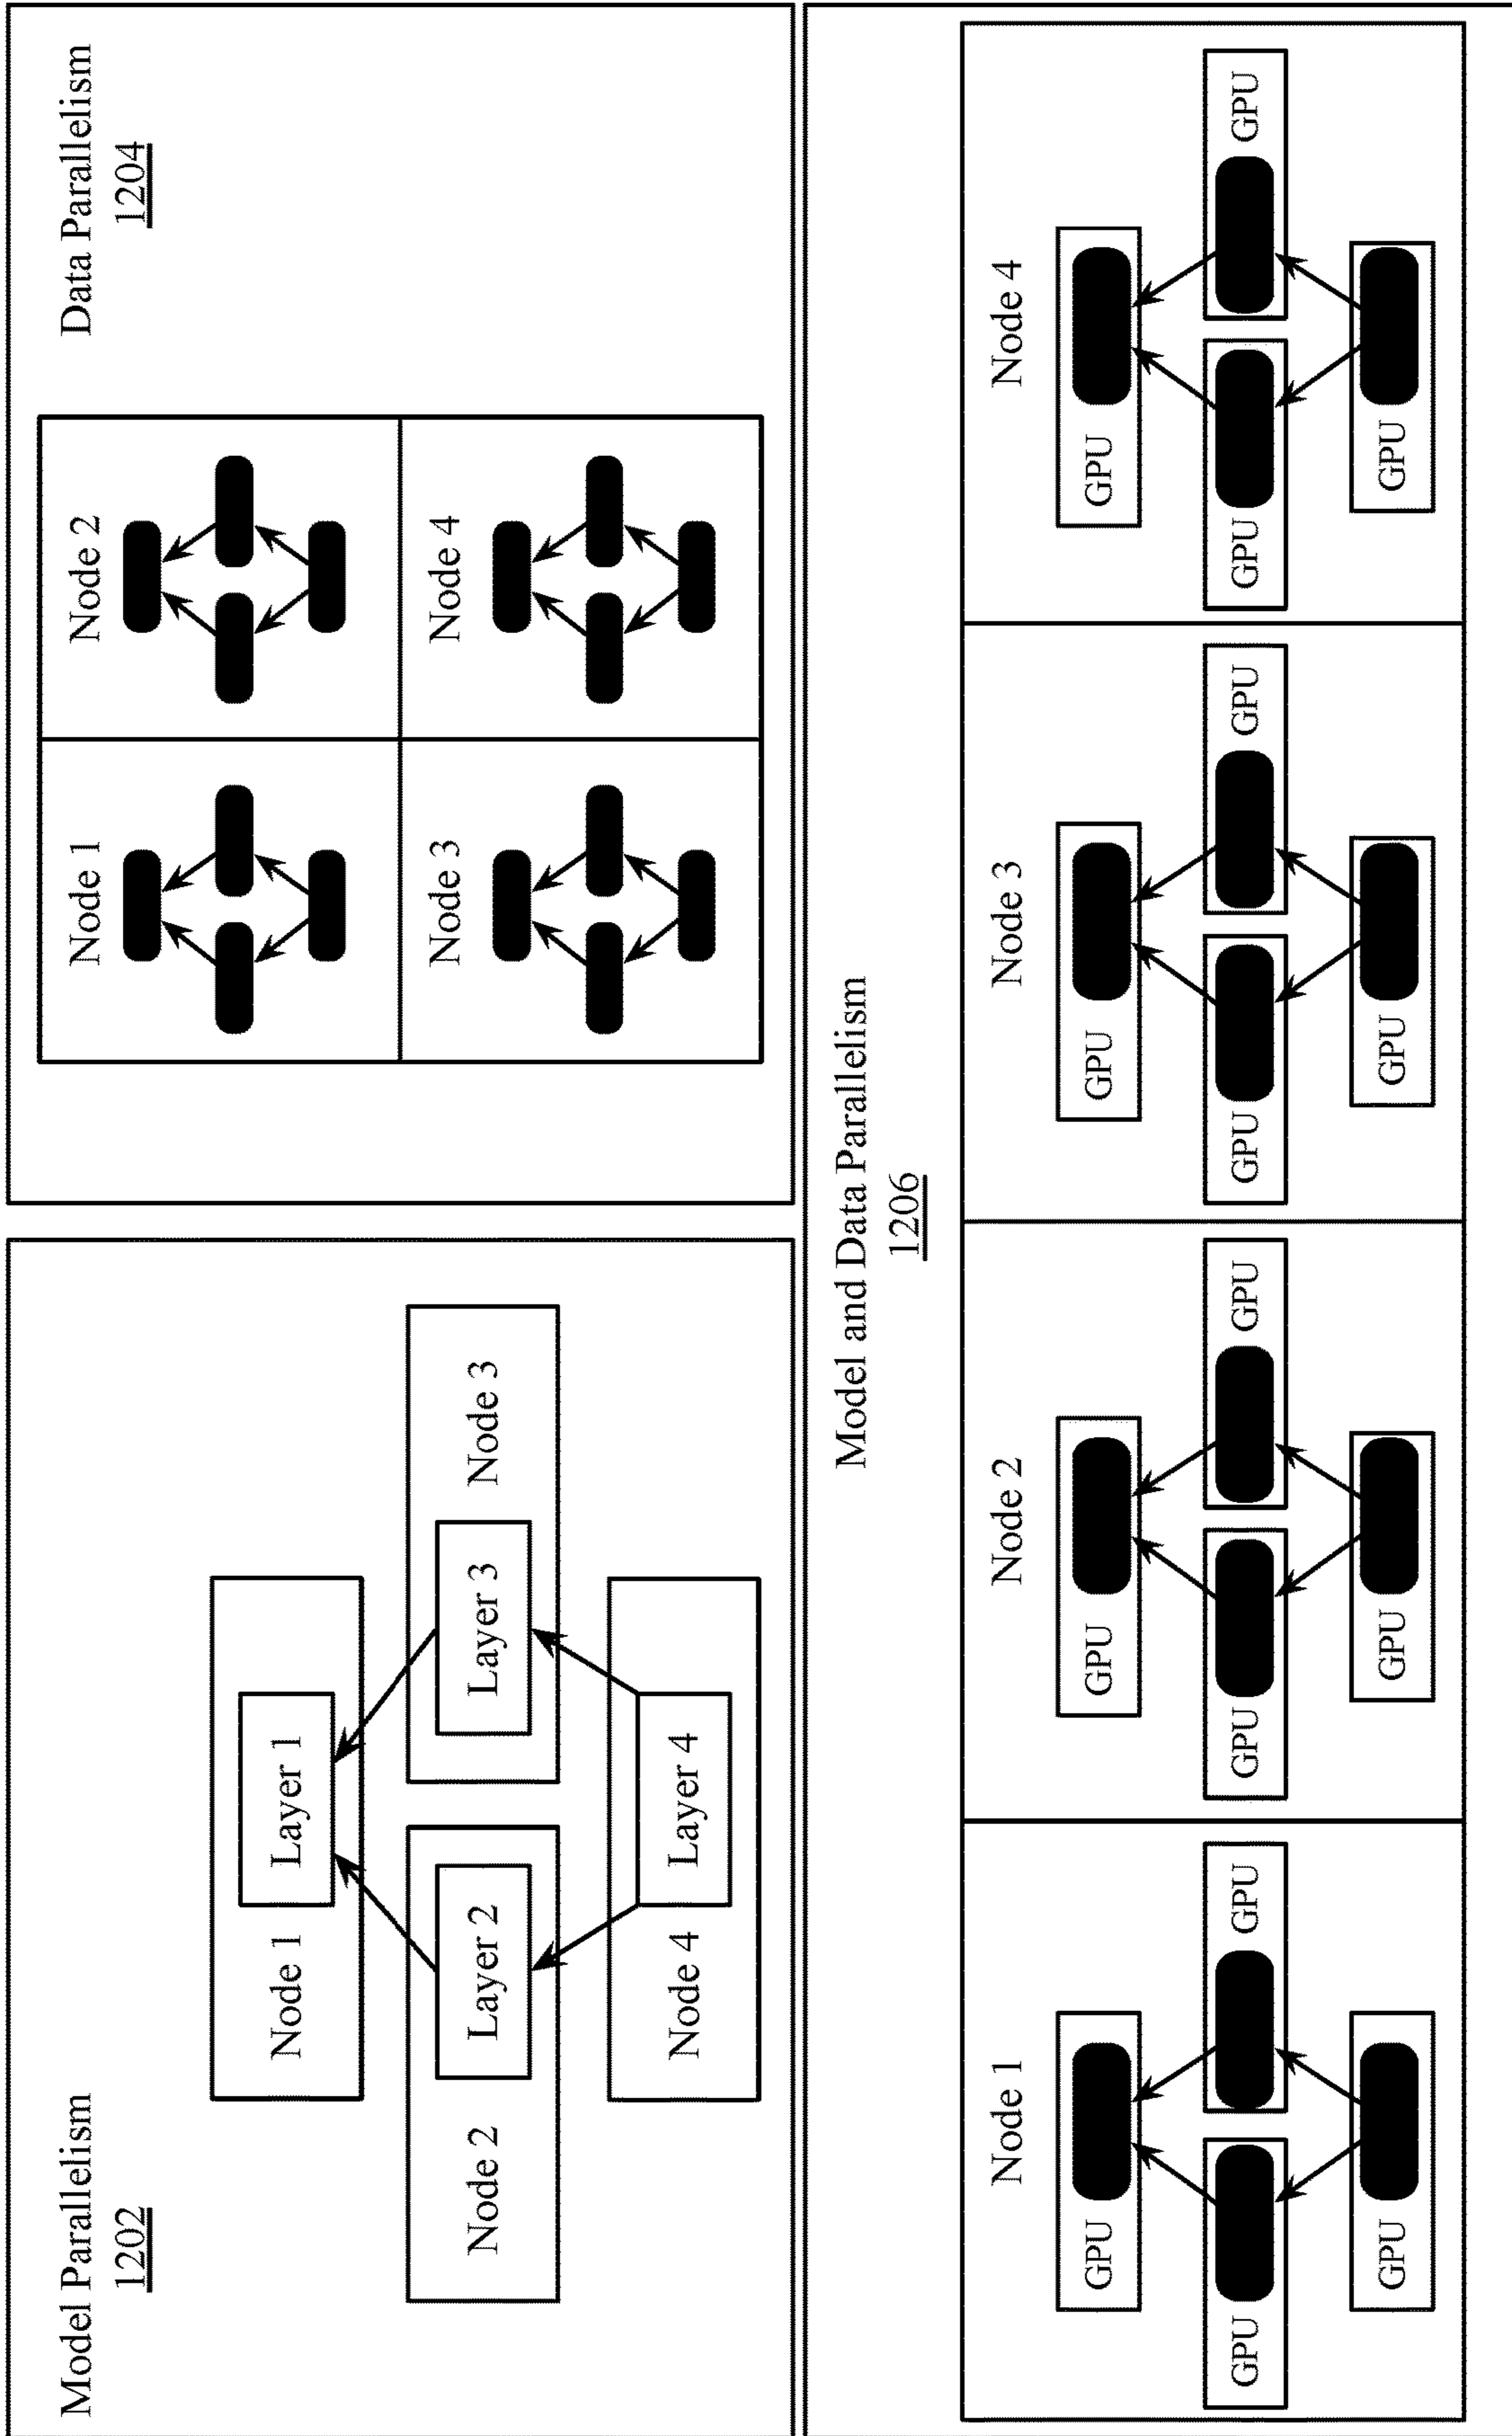 Model Parallelism
1202
Node 1
Layer 1
Node 2
Layer 2
Layer 3
Node 3
Node 4
Layer 4
Data Parallelism
1204
Node 1
Node 2
Node 3
Node 4
Model and Data Parallelism
1206
Node 1
GPU
GPU
GPU
GPU
Node 2
GPU
GPU
GPU
GPU
Node 3
GPU
GPU
GPU
GPU
Node 4
GPU
GPU
GPU
GPU